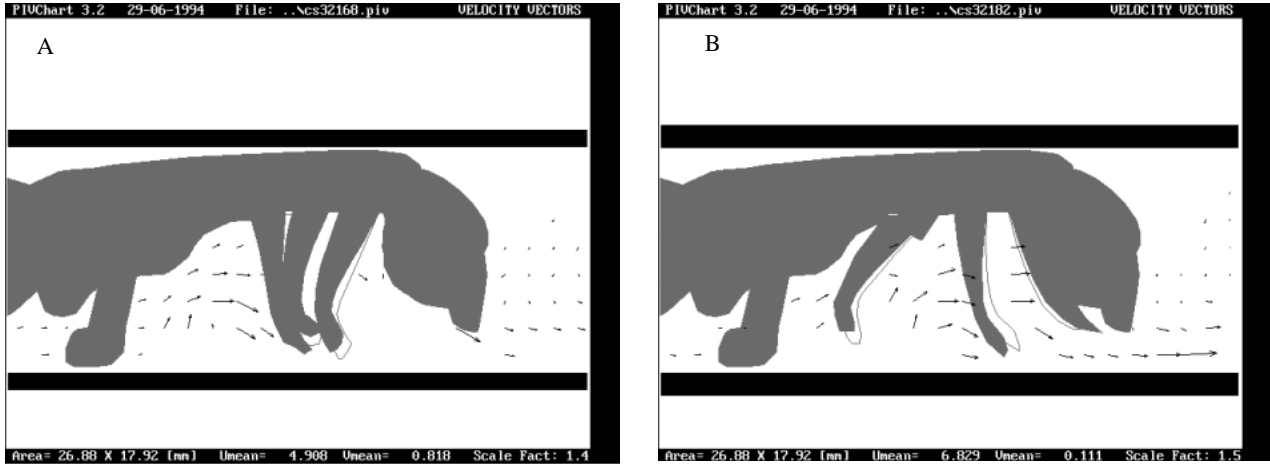 PIVChart 3.2 29-06-1994 File: ..\cs32168.piv VELOCITY VECTORS
A
Area= 26.88 X 17.92 [mm] Umean= 4.908 Vmean= 0.818 Scale Fact: 1.4
PIVChart 3.2 29-06-1994 File: ..\cs32182.piv VELOCITY VECTORS
B
Area= 26.88 X 17.92 [mm] Umean= 6.829 Vmean= 0.111 Scale Fact: 1.5